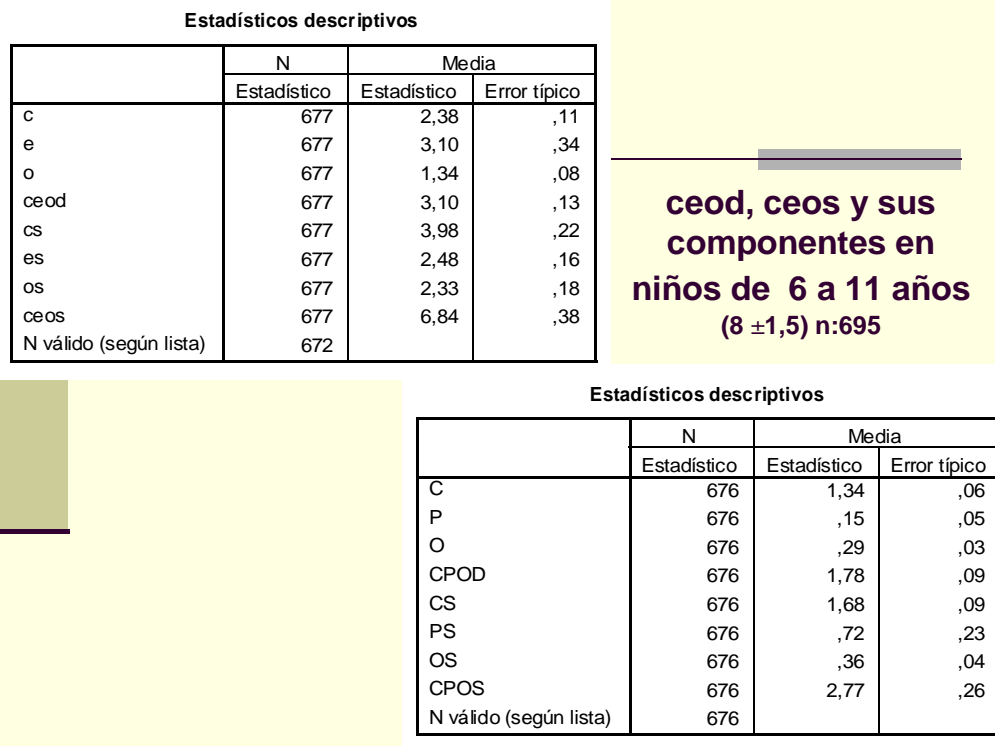 Estadísticos descriptivos
N Media
Estadístico Estadístico Error típico
c 677 2,38 ,11
e 677 3,10 ,34
o 677 1,34 ,08
ceod 677 3,10 ,13
cs 677 3,98 ,22
es 677 2,48 ,16
os 677 2,33 ,18
ceos 677 6,84 ,38
N válido (según lista) 672
ceod, ceos y sus
componentes en
niños de 6 a 11 años
(8 ±1,5) n:695
Estadísticos descriptivos
N Media
Estadístico Estadístico Error típico
C 676 1,34 ,06
P 676 ,15 ,05
O 676 ,29 ,03
CPOD 676 1,78 ,09
CS 676 1,68 ,09
PS 676 ,72 ,23
OS 676 ,36 ,04
CPOS 676 2,77 ,26
N válido (según lista) 676